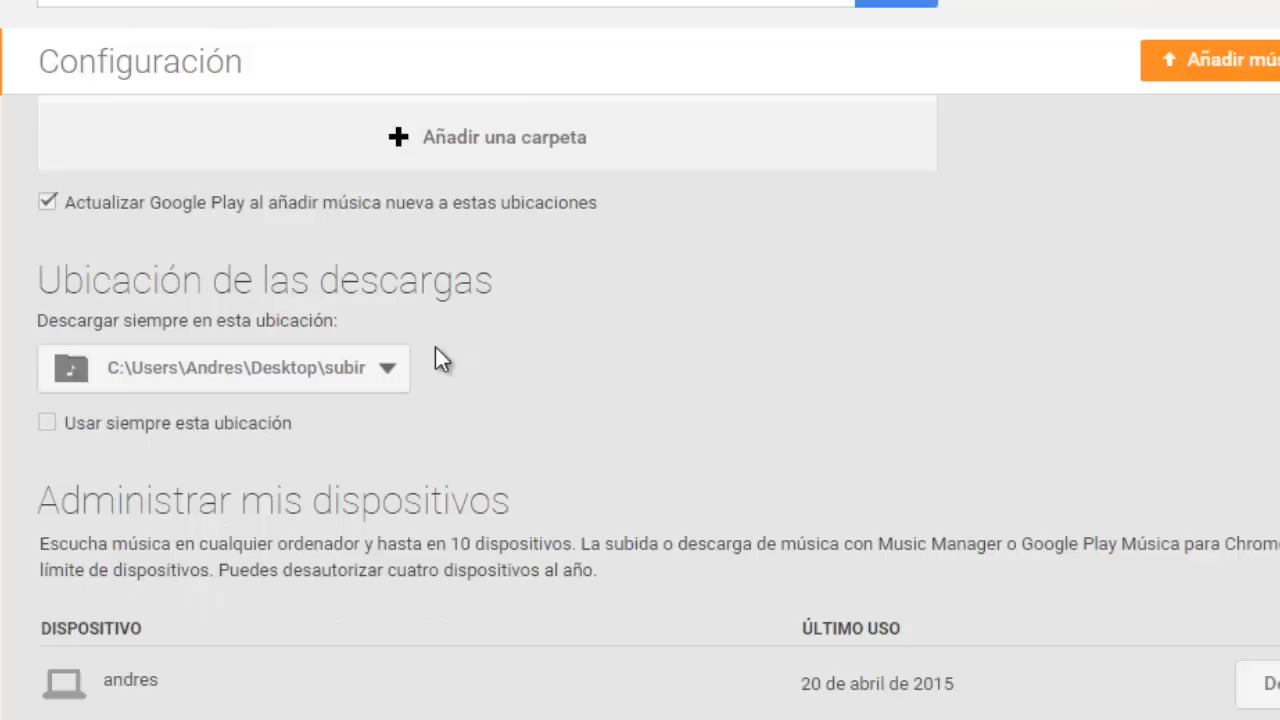 Configuración
Añadir
Añadir una carpeta
Actualizar Google Play al añadir música nueva a estas ubicaciones
Ubicación de las descargas
Descargar siempre en esta ubicación:
C:\Users\Andres\Desktop\subir
Usar siempre esta ubicación
Administrar mis dispositivos
Escucha música en cualquier ordenador y hasta en 10 dispositivos. La subida o descarga de música con Music Manager o Google Play Música para
límite de dispositivos. Puedes desautorizar cuatro dispositivos al año.
DISPOSITIVO ÚLTIMO USO
andres 20 de abril de 2015